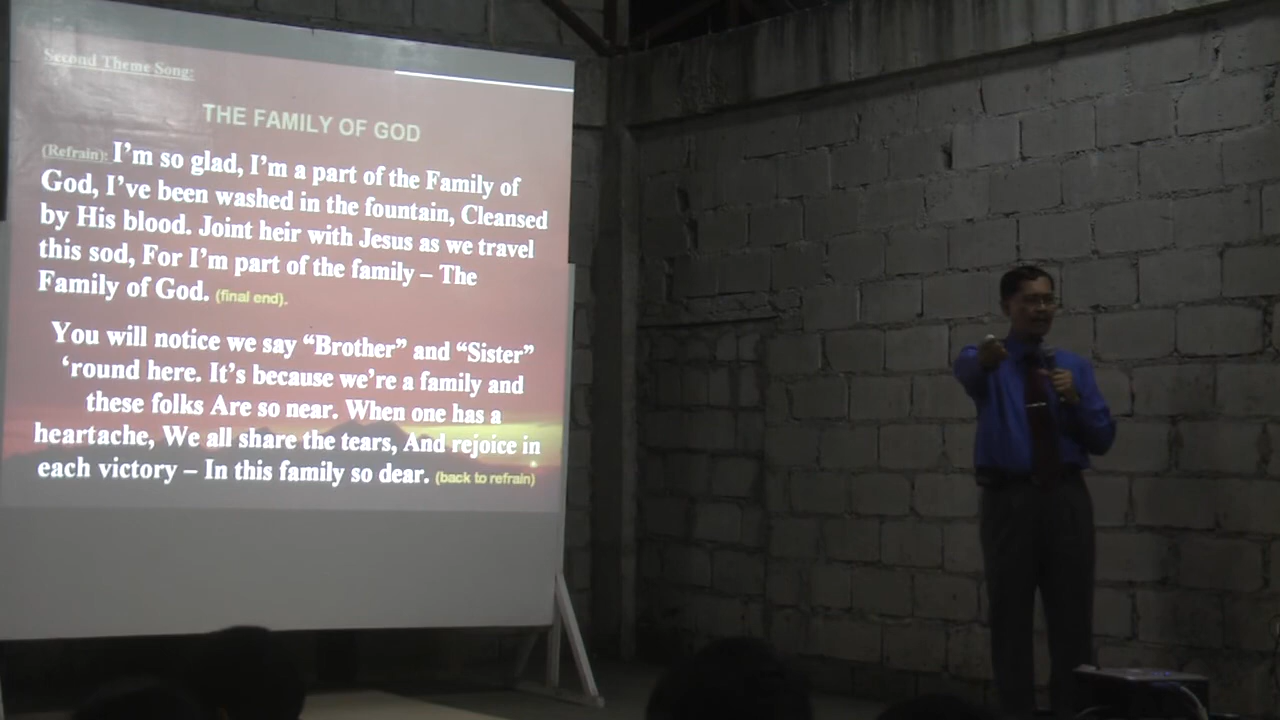 Second Theme Song:
THE FAMILY OF GOD
(Refrain): I’m so glad, I’m a part of the Family of
God, I’ve been washed in the fountain, Cleansed
by His blood. Joint heir with Jesus as we travel
this sod, For I’m part of the family – The
Family of God. (final end).
You will notice we say “Brother” and “Sister”
‘round here. It’s because we’re a family and
these folks Are so near. When one has a
heartache, We all share the tears, And rejoice in
each victory – In this family so dear. (back to refrain)